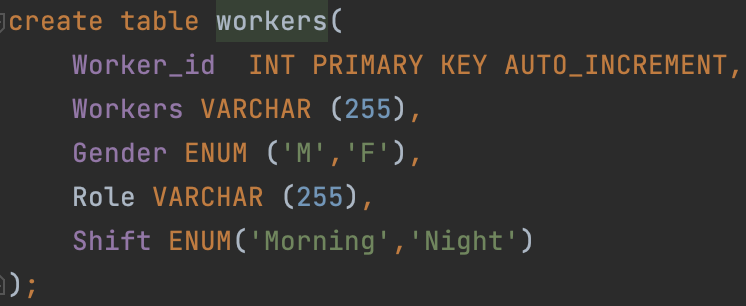 create table workers(
Worker_id  INT PRIMARY KEY AUTO_INCREMENT,
Workers VARCHAR (255),
Gender ENUM ('M','F'),
Role VARCHAR (255),
Shift ENUM('Morning','Night')
);